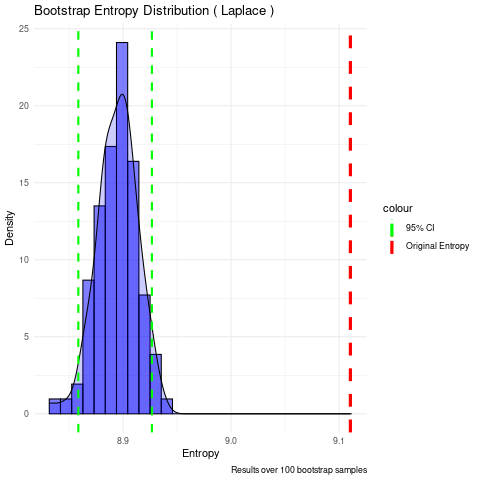 Bootstrap Entropy Distribution ( Laplace )
25
20
15
10
5
0
Density
8.9
9.0
9.1
Entropy
colour
95% CI
Original Entropy
Results over 100 bootstrap samples